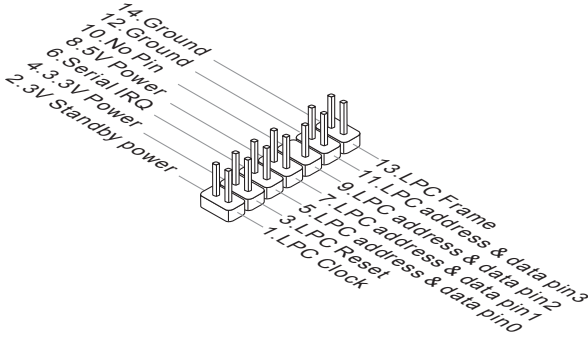 14.Ground
12.Ground
10.No Pin
8.5V Power
6.Serial IRQ
4.3.3V Power
2.3V Standby power
13.LPC Frame
11.LPC address & data pin3
9.LPC address & data pin2
7.LPC address & data pin1
5.LPC address & data pin0
3.LPC Reset
1.LPC Clock